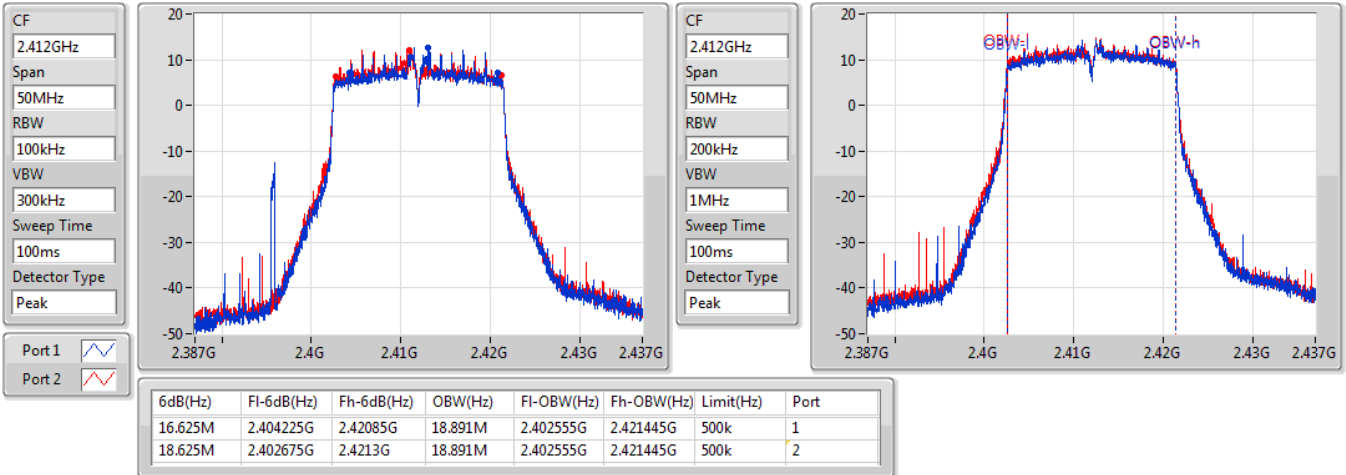 CF
2.412GHz
Span
50MHz
RBW
100kHz
VBW
300kHz
Sweep Time
100ms
Detector Type
Peak
Port 1
Port 2
20
10
0
-10
-20
-30
-40
-50
2.387G 2.4G 2.41G 2.42G 2.43G 2.437G
CF
2.412GHz
Span
50MHz
RBW
200kHz
VBW
1MHz
Sweep Time
100ms
Detector Type
Peak
20
10
0
-10
-20
-30
-40
-50
OBW-l OBW-h
2.387G 2.4G 2.41G 2.42G 2.43G 2.437G
6dB(Hz) Fl-6dB(Hz) Fh-6dB(Hz) OBW(Hz) Fl-OBW(Hz) Fh-OBW(Hz) Limit(Hz) Port
16.625M 2.404225G 2.42085G 18.891M 2.402555G 2.421445G 500k 1
18.625M 2.402675G 2.4213G 18.891M 2.402555G 2.421445G 500k 2